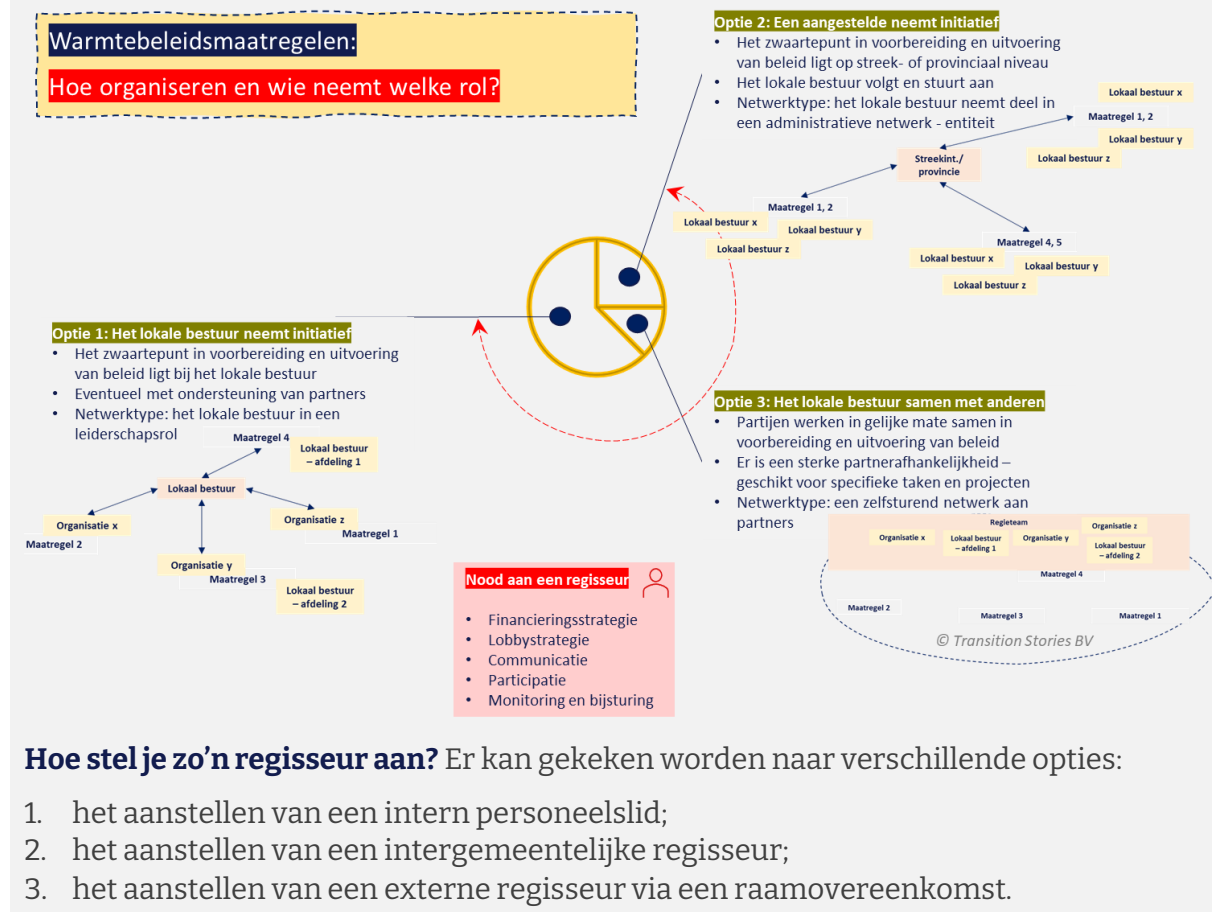 Warmtebeleidsmaatregelen:
Hoe organiseren en wie neemt welke rol?
Optie 2: Een aangestelde neemt initiatief
• Het zwaartepunt in voorbereiding en uitvoering
van beleid ligt op streek- of provinciaal niveau
• Het lokale bestuur volgt en stuurt aan
• Netwerktype: het lokale bestuur neemt deel in
een administratieve netwerk - entiteit
Lokaal bestuur x
Maatregel 1, 2
Lokaal bestuur y
Lokaal bestuur z
Streekint./
provincie
Maatregel 1, 2
Lokaal bestuur x
Lokaal bestuur y
Lokaal bestuur z
Maatregel 4, 5
Lokaal bestuur x
Lokaal bestuur y
Lokaal bestuur z
Optie 1: Het lokale bestuur neemt initiatief
• Het zwaartepunt in voorbereiding en uitvoering
van beleid ligt bij het lokale bestuur
• Eventueel met ondersteuning van partners
• Netwerktype: het lokale bestuur in een
leiderschapsrol
Maatregel 4
Lokaal bestuur
– afdeling 1
Lokaal bestuur
Organisatie x
Maatregel 2
Organisatie z
Maatregel 1
Organisatie y
Maatregel 3
Lokaal bestuur
– afdeling 2
Optie 3: Het lokale bestuur samen met anderen
• Partijen werken in gelijke mate samen in
voorbereiding en uitvoering van beleid
• Er is een sterke partnerafhankelijkheid –
geschikt voor specifieke taken en projecten
• Netwerktype: een zelfsturend netwerk aan
partners
Regieteam
Organisatie x
Lokaal bestuur
– afdeling 1
Organisatie y
Organisatie z
Lokaal bestuur
– afdeling 2
Maatregel 4
Maatregel 2
Maatregel 3
Maatregel 1
© Transition Stories BV
Nood aan een regisseur
• Financieringsstrategie
• Lobbystrategie
• Communicatie
• Participatie
• Monitoring en bijsturing
Hoe stel je zo’n regisseur aan? Er kan gekeken worden naar verschillende opties:
1. het aanstellen van een intern personeelslid;
2. het aanstellen van een intergemeentelijke regisseur;
3. het aanstellen van een externe regisseur via een raamovereenkomst.